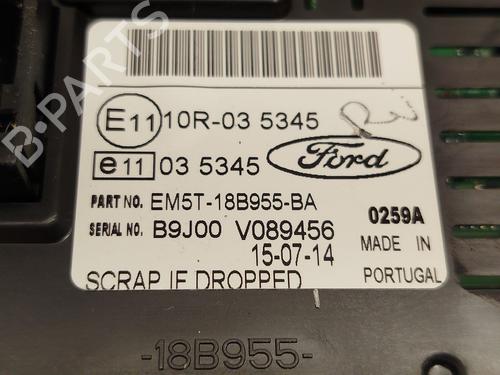 B-PARTS
E11 10R-03 5345
e11 03 5345
Ford
PART NO. EM5T-18B955-BA
0259A
SERIAL NO. B9J00 V089456
15-07-14
MADE IN
PORTUGAL
SCRAP IF DROPPED
-18B955-